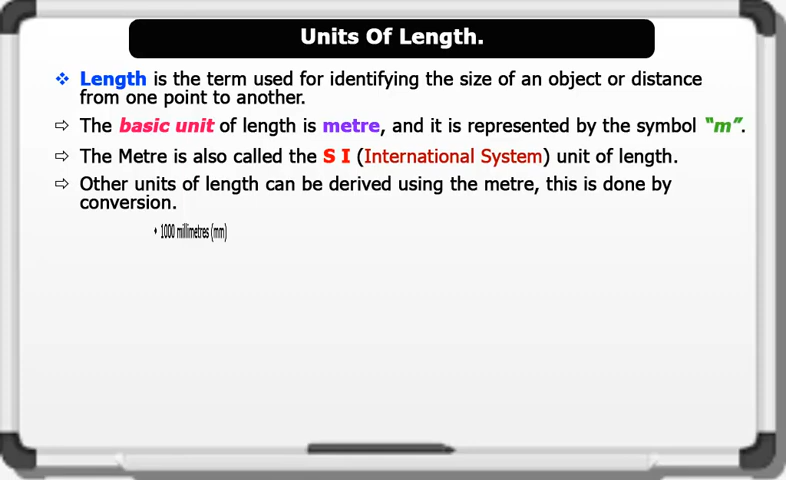 Units Of Length.
❖ Length is the term used for identifying the size of an object or distance
from one point to another.
⇨ The basic unit of length is metre, and it is represented by the symbol “m”.
⇨ The Metre is also called the S I (International System) unit of length.
⇨ Other units of length can be derived using the metre, this is done by
conversion.
• 1000 millimetres (mm)